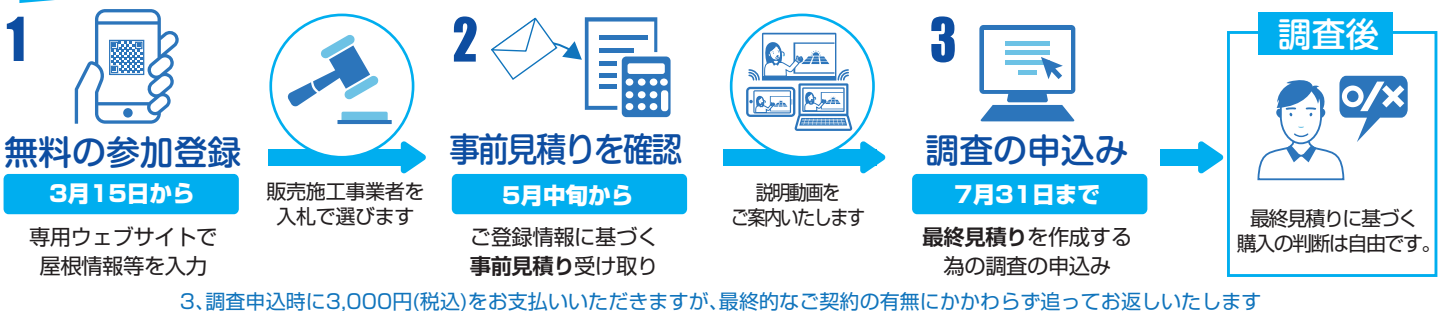 1
無料の参加登録
3月15日から
専用ウェブサイトで
屋根情報等を入力
販売施工事業者を
入札で選びます
2
事前見積りを確認
5月中旬から
ご登録情報に基づく
事前見積り受け取り
説明動画を
ご案内いたします
3
調査の申込み
7月31日まで
最終見積りを作成する
為の調査の申込み
調査後
o/×
最終見積りに基づく
購入の判断は自由です。
3、調査申込時に3,000円(税込)をお支払いいただきますが、最終的なご契約の有無にかかわらず追ってお返しいたします